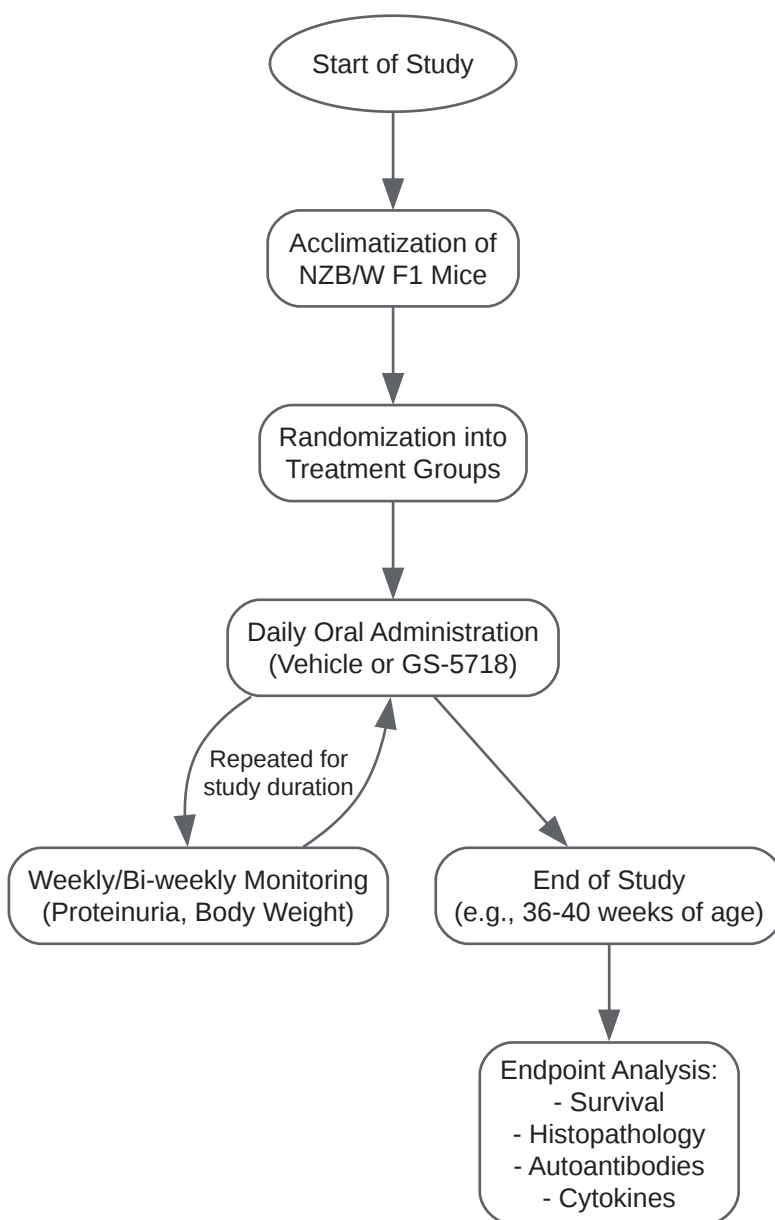 Start of Study
Acclimatization of
NZB/W F1 Mice
Randomization into
Treatment Groups
Daily Oral Administration
(Vehicle or GS-5718)
Repeated for
study duration
Weekly/Bi-weekly Monitoring
(Proteinuria, Body Weight)
End of Study
(e.g., 36-40 weeks of age)
Endpoint Analysis:
- Survival
- Histopathology
- Autoantibodies
- Cytokines